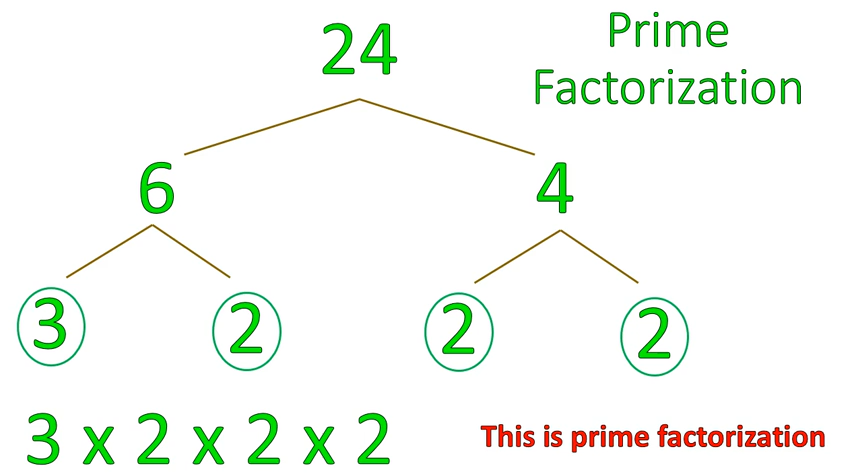 24
Prime
Factorization
6 4
3 2 2 2
3 x 2 x 2 x 2
This is prime factorization